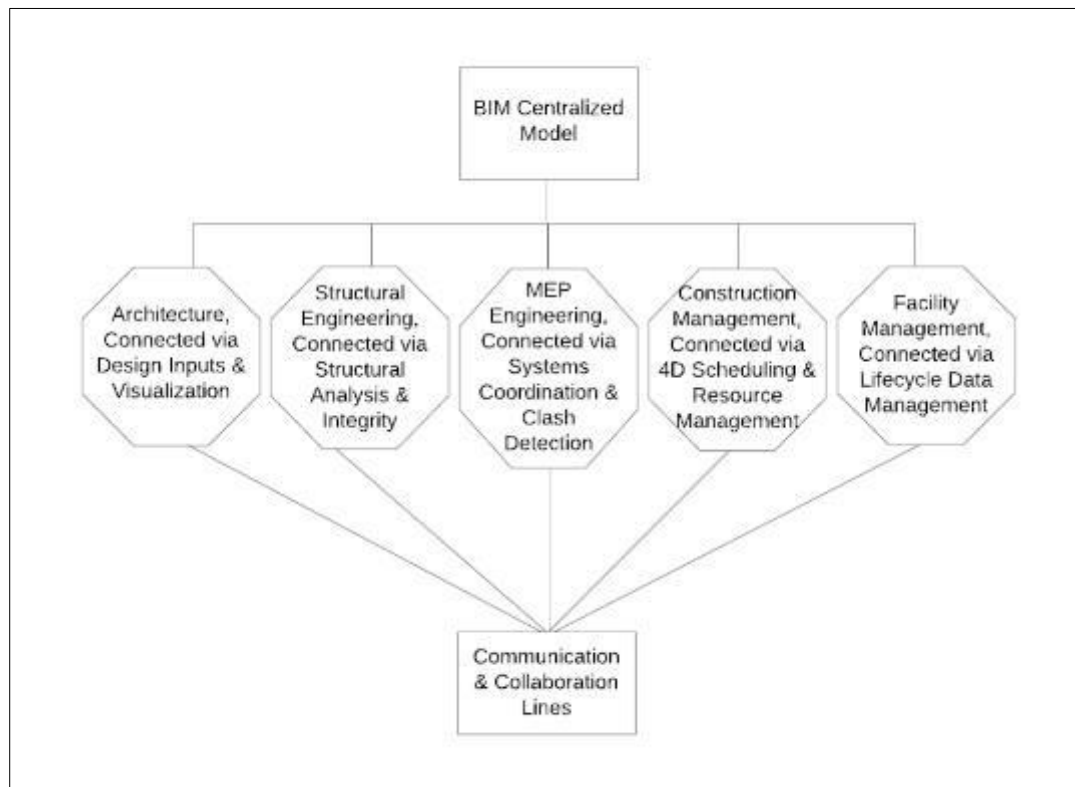 BIM Centralized
Model
Architecture,
Connected via
Design Inputs &
Visualization
Structural
Engineering,
Connected via
Structural
Analysis &
Integrity
MEP
Engineering,
Connected via
Systems
Coordination &
Clash
Detection
Construction
Management,
Connected via
4D Scheduling &
Resource
Management
Facility
Management,
Connected via
Lifecycle Data
Management
Communication
& Collaboration
Lines